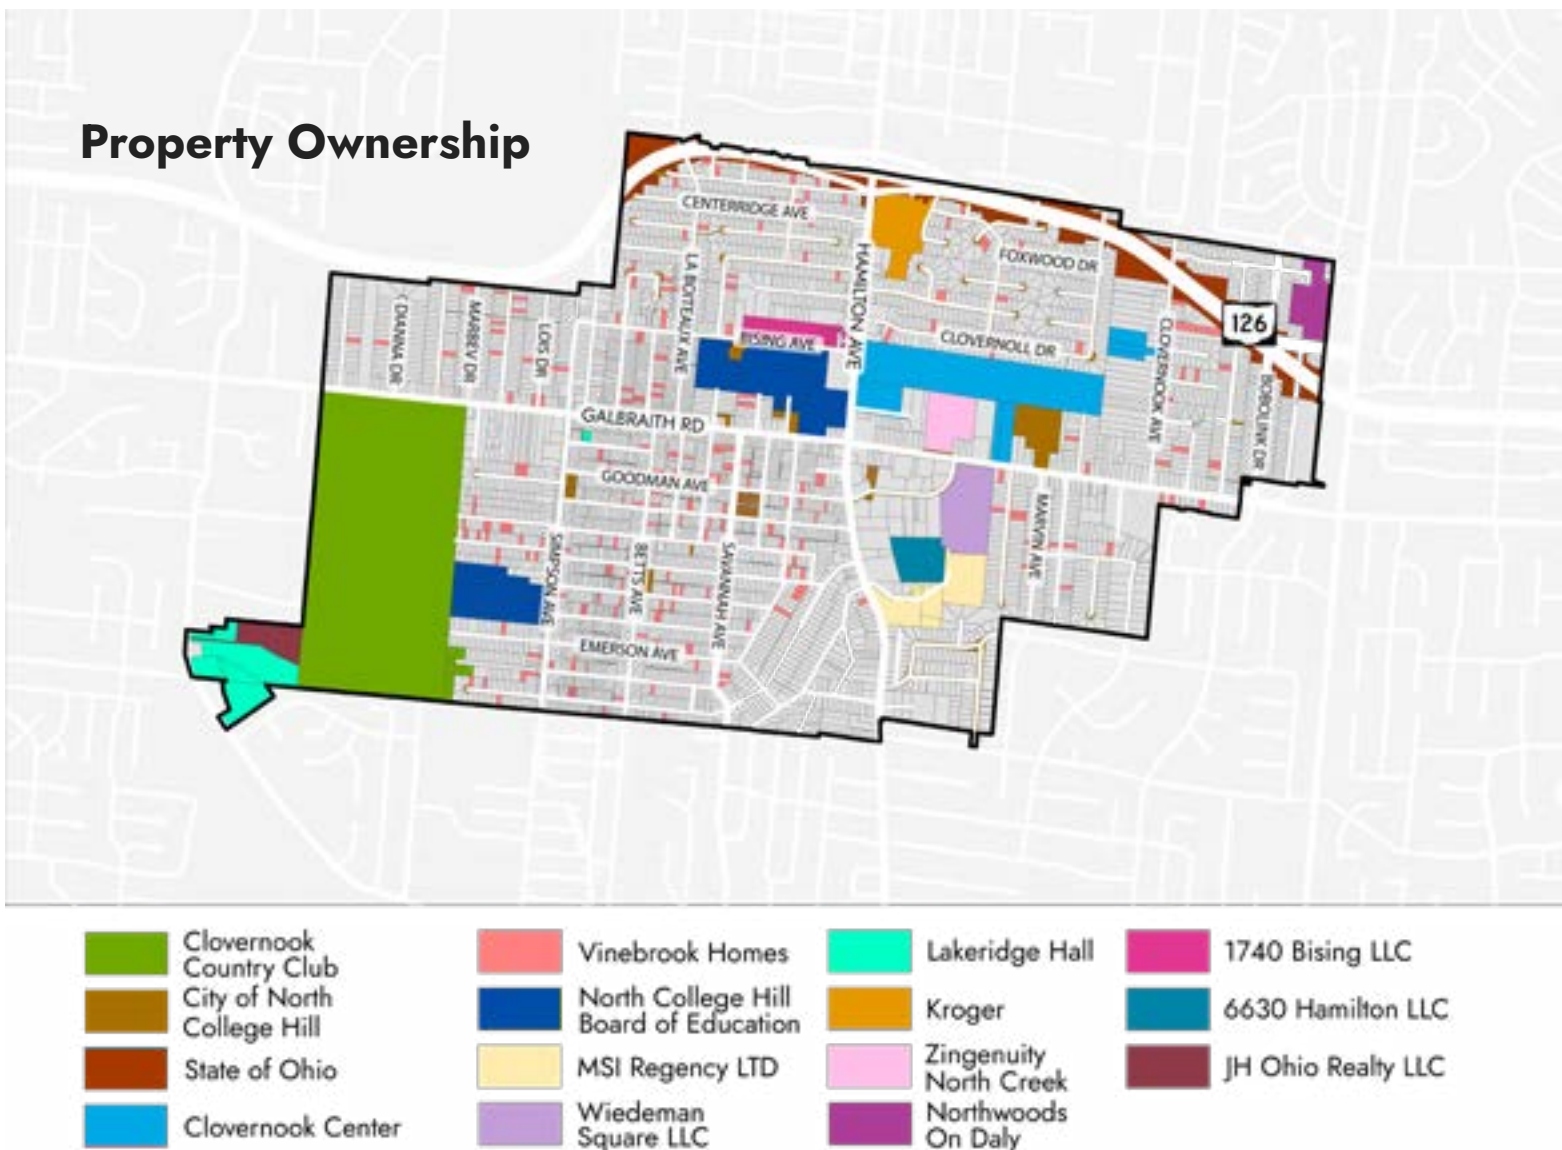 Property Ownership
CENTERRIDGE AVE
FOXWOOD DR
HAMILTON AVE
LA BOITEAUX AVE
126
DIANNA DR
MARREV DR
LOIS DR
BISING AVE
CLOVERNOLL DR
CLOVERNOOK AVE
BOBOLINK DR
GALBRAITH RD
GOODMAN AVE
MARVIN AVE
SIMPSON AVE
BETTS AVE
SAVANNAH AVE
EMERSON AVE
Clovernook
Country Club
City of North
College Hill
State of Ohio
Clovernook Center
Vinebrook Homes
North College Hill
Board of Education
MSI Regency LTD
Wiedeman
Square LLC
Lakeridge Hall
Kroger
Zingenuity
North Creek
Northwoods
On Daly
1740 Bising LLC
6630 Hamilton LLC
JH Ohio Realty LLC